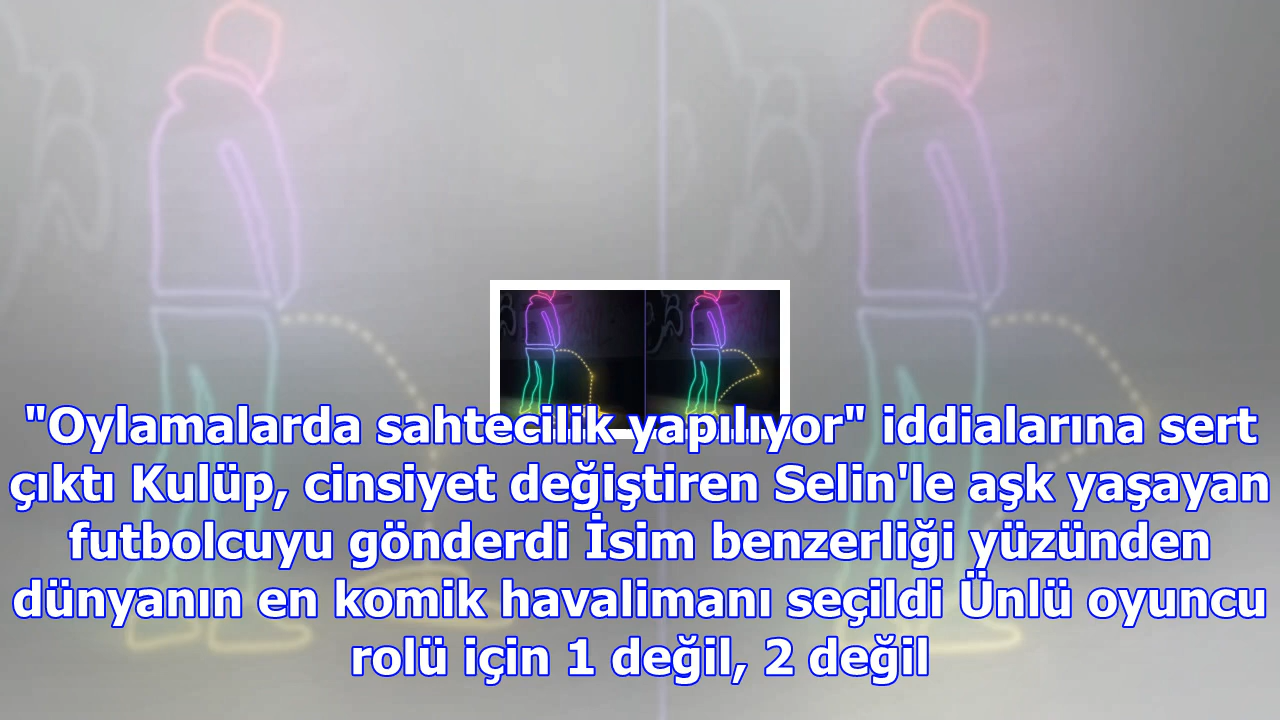 "Oylamalarda sahtecilik yapılıyor" iddialarına sert
çıktı Kulüp, cinsiyet değiştiren Selin'le aşk yaşayan
futbolcuyu gönderdi İsim benzerliği yüzünden
dünyanın en komik havalimanı seçildi Ünlü oyuncu
rolü için 1 değil, 2 değil